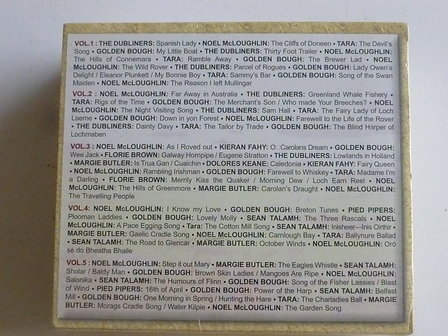 VOL.1 : THE DUBLINERS: Spanish Lady • NOEL McLOUGHLIN: The Cliffs of Doneen • TARA: The Devil's
Song • GOLDEN BOUGH: My Little Boat • THE DUBLINERS: Thirty Foot Trailer • NOEL McLOUGHLIN:
The Hills of Connemara • TARA: Ramble Away • GOLDEN BOUGH: The Brewer Lad • NOEL
McLOUGHLIN: The Wild Rover • THE DUBLINERS: Parcel of Rogues • GOLDEN BOUGH: Lady Owen's
Delight / Eleanor Plunkett / My Bonnie Boy • TARA: Sammy's Bar • GOLDEN BOUGH: Song of the Swan
Maiden • NOEL McLOUGHLIN: The Reason I left Mullingar
VOL.2 : NOEL McLOUGHLIN: Far Away in Australia • THE DUBLINERS: Greenland Whale Fishery
• TARA: Rigs of the Time • GOLDEN BOUGH: The Merchant's Son / Who made Your Breeches? • NOEL
McLOUGHLIN: The Night Visiting Song • THE DUBLINERS: Sam Hall • TARA: The Fairy Lady of Loch
Laerne • GOLDEN BOUGH: Down in yon Forest • NOEL McLOUGHLIN: Farewell to the Life of the Rover
• THE DUBLINERS: Dainty Davy • TARA: The Tailor by Trade • GOLDEN BOUGH: The Blind Horper of
Lochmaben
VOL.3 : NOEL McLOUGHLIN: As I Roved out • KIERAN FAHY: O´Carolans Dream • GOLDEN BOUGH:
Wee Jack • FLORIE BROWN: Galway Hornpipe / Eugene Stratton • THE DUBLINERS: Lowlands in Holland
• MARGIE BUTLER: Is Trua Gan / Cuaichin • DOLORES KEANE: Caledonia • KIERAN FAHY: Fairy Queen
• NOEL McLOUGHLIN: Rambling Irishman • GOLDEN BOUGH: Farewell to Whiskey • TARA: Madame I'm
a Darling • FLORIE BROWN: Merrily Kiss the Quaker / Morning Dew / Loch Earn Reel • NOEL
McLOUGHLIN: The Hills of Greenmore • MARGIE BUTLER: Carolan's Draught • NOEL McLOUGHLIN:
The Travelling People
VOL.4: NOEL McLOUGHLIN: I Know my Love • GOLDEN BOUGH: Breton Tunes • PIED PIPERS:
Plooman Laddies • GOLDEN BOUGH: Lovely Molly • SEAN TALAMH: The Three Rascals • NOEL
McLOUGHLIN: A Pace Egging Song • Tara: The Cotton Mill Song • SEAN TALAMH: Inisheer—Inis Oirthir •
MARGIE BUTLER: Gaelic Cradle Song • NOEL McLOUGHLIN: Carnlough Bay • TARA: Ballymore Ballad
• SEAN TALAMH: The Road to Glencar • MARGIE BUTLER: October Winds • NOEL McLOUGHLIN: Oró
sé do Bheatha Bhaile
VOL.5 : NOEL McLOUGHLIN: Step it out Mary • MARGIE BUTLER: The Eagles Whistle • SEAN TALAMH:
Sholar / Baldy Man • GOLDEN BOUGH: Brown Skin Ladies / Mangoes Are Ripe • NOEL McLOUGHLIN:
Salonika • SEAN TALAMH: The Humours of Flinn • GOLDEN BOUGH: Song of the Fisher Lassies / Blast
of Wind • PIED PIPERS: 16th of April • GOLDEN BOUGH: Power of the Harp • SEAN TALAMH: Belfast
Mill • GOLDEN BOUGH: One Morning in Spring / Hunting the Hare • TARA: The Charladies Ball • MARGIE
BUTLER: Morags Cradle Song / Water Kilpie • NOEL McLOUGHLIN: The Garden Song